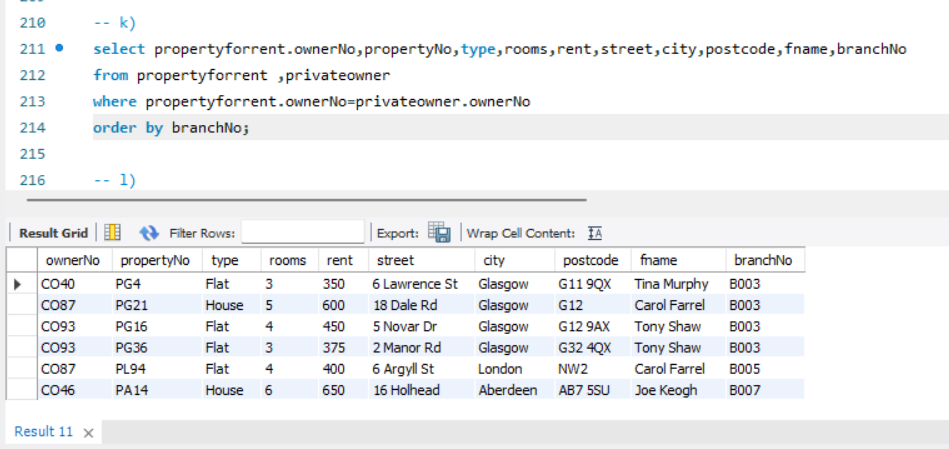 210 -- k)
211 select propertyforrent.ownerNo,propertyNo,type,rooms,rent,street,city,postcode,fname,branchNo
212 from propertyforrent ,privateowner
213 where propertyforrent.ownerNo=privateowner.ownerNo
214 order by branchNo;
215
216 -- l)
Result Grid Filter Rows: Export: Wrap Cell Content: IA
ownerNo propertyNo type rooms rent street city postcode fname branchNo
CO40 PG4 Flat 3 350 6 Lawrence St Glasgow G11 9QX Tina Murphy B003
CO87 PG21 House 5 600 18 Dale Rd Glasgow G12 Carol Farrel B003
CO93 PG16 Flat 4 450 5 Novar Dr Glasgow G12 9AX Tony Shaw B003
CO93 PG36 Flat 3 375 2 Manor Rd Glasgow G32 4QX Tony Shaw B003
CO87 PL94 Flat 4 400 6 Argyll St London NW2 Carol Farrel B005
CO46 PA14 House 6 650 16 Holhead Aberdeen AB7 5SU Joe Keogh B007
Result 11